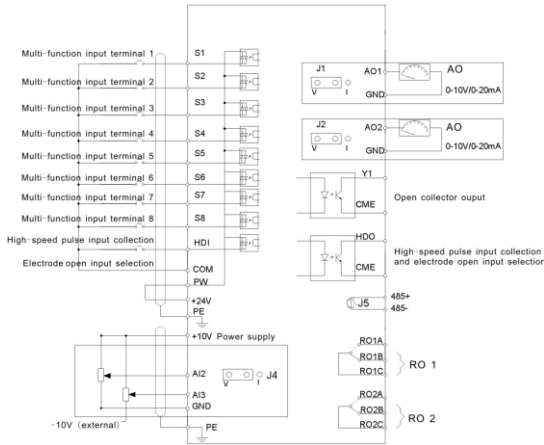 Multi-function input terminal 1
S1
Multi-function input terminal 2
S2
Multi-function input terminal 3
S3
Multi-function input terminal 4
S4
Multi-function input terminal 5
S5
Multi-function input terminal 6
S6
Multi-function input terminal 7
S7
Multi-function input terminal 8
S8
High-speed pulse input collection
HDI
Electrode open input selection
COM
PW
+24V
PE
+10V Power supply
AI2
J4
V I
AI3
GND
-10V (external)
PE
J1
V I
AO1
AO
GND
0-10V/0-20mA
J2
V I
AO2
AO
GND
0-10V/0-20mA
Y1
Open collector ouput
CME
HDO
High-speed pulse input collection
and electrode open input selection
CME
J5
485+
485-
RO1A
RO1B
RO1C
RO 1
RO2A
RO2B
RO2C
RO 2